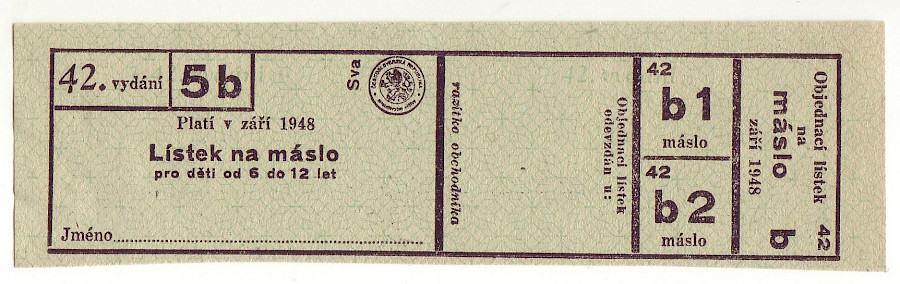 42. vydání
5b
Sva
Platí v září 1948
Lístek na máslo
pro děti od 6 do 12 let
Jméno
razítko obchodníka
Objednací lístek
odevzdán u:
42
b1
máslo
42
b2
máslo
Objednací lístek
na
máslo
září 1948
42
b